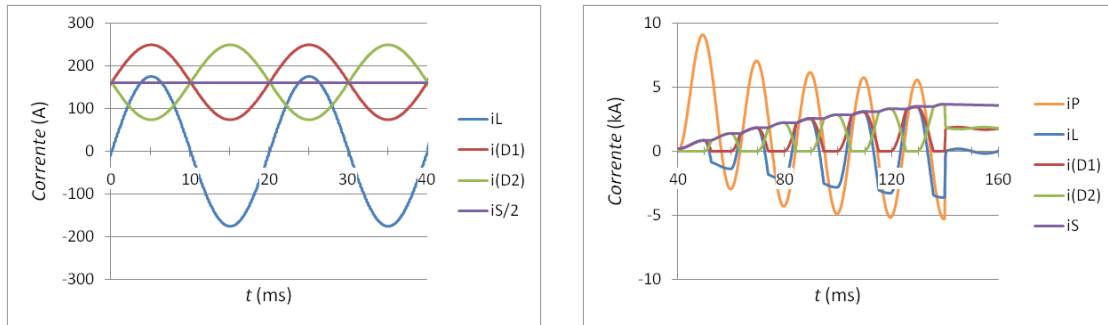 300
200
100
0
-100
-200
-300
0 10 20 30 40
Corrente (A)
t (ms)
iL
i(D1)
i(D2)
iS/2
10
5
0
-5
-10
40 80 120 160
Corrente (kA)
t (ms)
iP
iL
i(D1)
i(D2)
iS